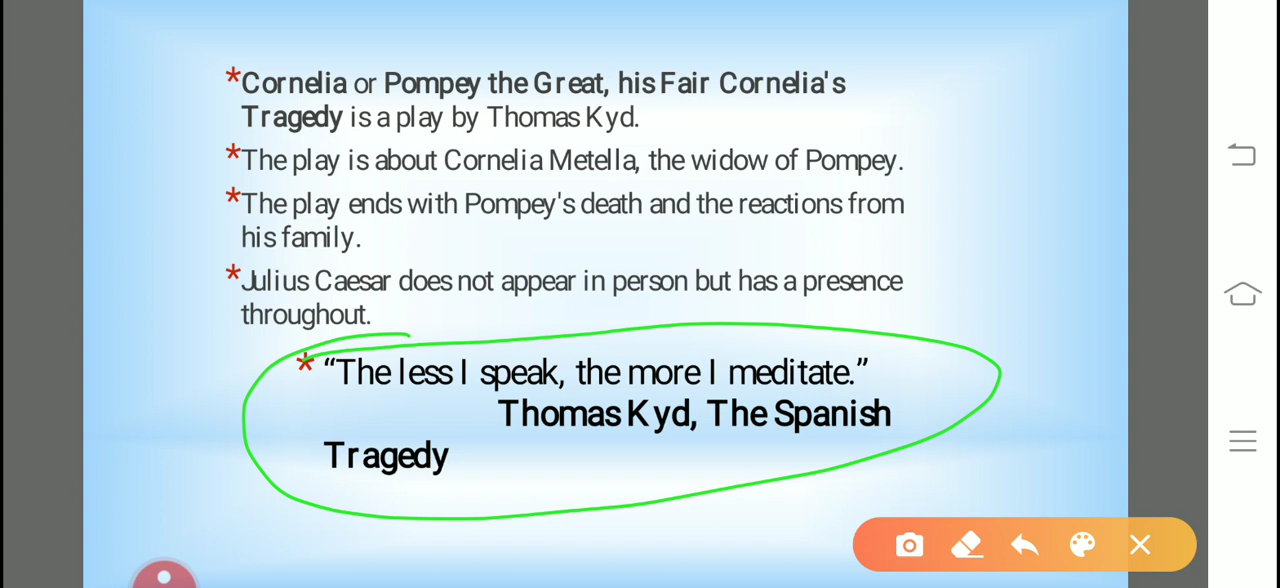 *Cornelia or Pompey the Great, his Fair Cornelia's
Tragedy is a play by Thomas Kyd.
*The play is about Cornelia Metella, the widow of Pompey.
*The play ends with Pompey's death and the reactions from
his family.
*Julius Caesar does not appear in person but has a presence
throughout.
* “The less I speak, the more I meditate.”
Thomas Kyd, The Spanish
Tragedy